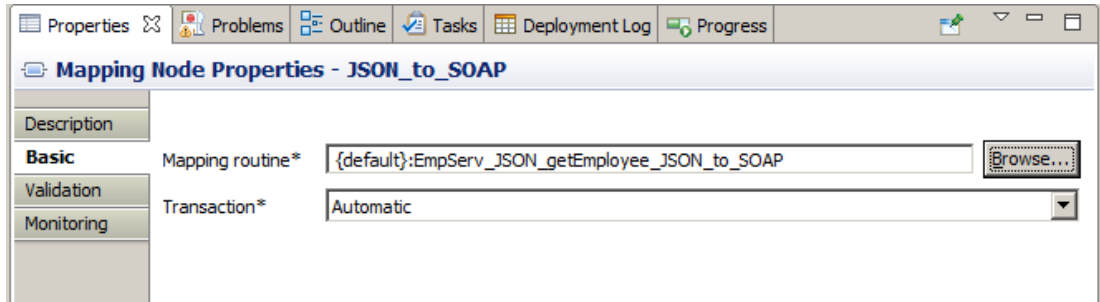 Properties Problems Outline Tasks Deployment Log Progress
Mapping Node Properties - JSON_to_SOAP
Description
Basic
Mapping routine* {default}:EmpServ_JSON_getEmployee_JSON_to_SOAP Browse...
Validation
Transaction* Automatic
Monitoring